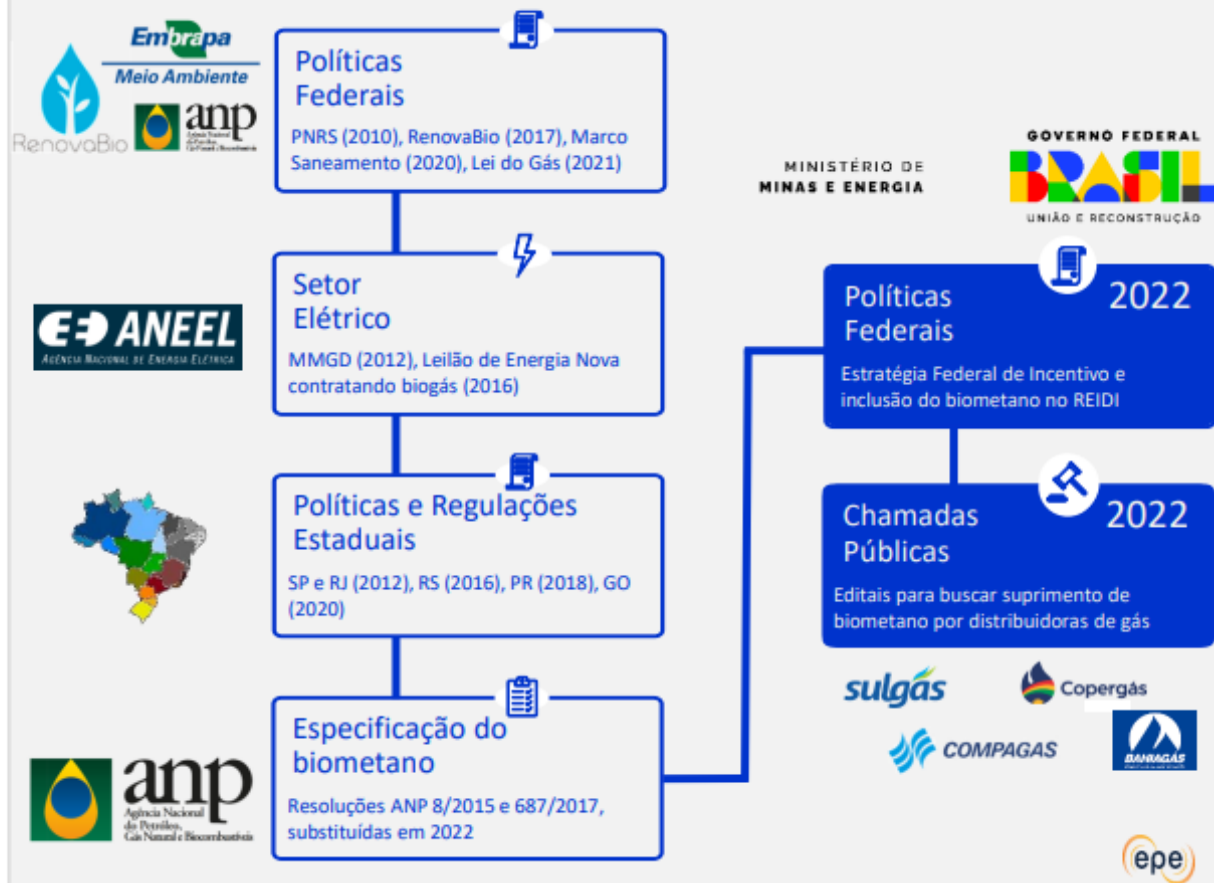 Embrapa
Meio Ambiente
RenovaBio
anp
Políticas
Federais
PNRS (2010), RenovaBio (2017), Marco
Saneamento (2020), Lei do Gás (2021)
MINISTÉRIO DE
MINAS E ENERGIA
GOVERNO FEDERAL
BRASIL
UNIÃO E RECONSTRUÇÃO
ANEEL
AGÊNCIA NACIONAL DE ENERGIA ELÉTRICA
Setor
Elétrico
MMGD (2012), Leilão de Energia Nova
contratando biogás (2016)
Políticas e Regulações
Estaduais
SP e RJ (2012), RS (2016), PR (2018), GO
(2020)
anp
Agência Nacional
do Petróleo,
Gás Natural e Biocombustíveis
Especificação do
biometano
Resoluções ANP 8/2015 e 687/2017,
substituídas em 2022
Políticas
Federais
2022
Estratégia Federal de Incentivo e
inclusão do biometano no REIDI
Chamadas
Públicas
2022
Editais para buscar suprimento de
biometano por distribuidoras de gás
sulgás
Copergás
COMPAGAS
BAHIAGÁS
epe